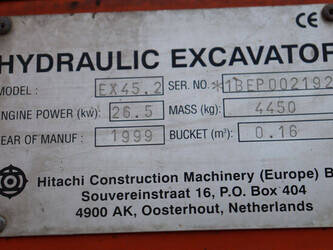 CE
HYDRAULIC EXCAVATOR
MODEL: EX45.2 SER. NO. *1BEP002192
ENGINE POWER (kw): 26.5 MASS (kg): 4450
YEAR OF MANUF: 1999 BUCKET (m³): 0.16
Hitachi Construction Machinery (Europe) B
Souvereinstraat 16, P.O. Box 404
4900 AK, Oosterhout, Netherlands